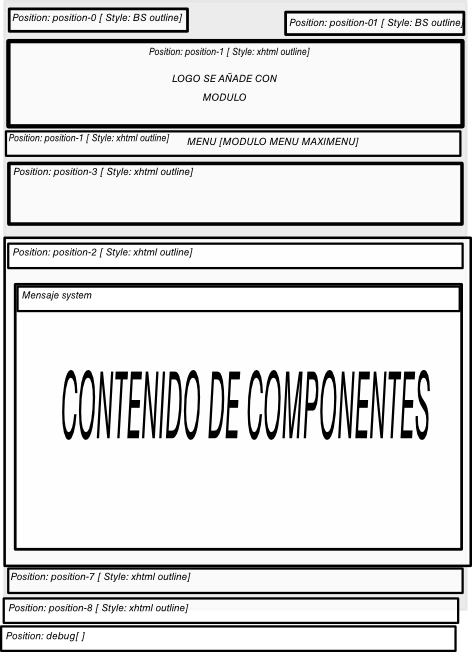 Position: position-0 [ Style: BS outline]
Position: position-01 [ Style: BS outline]
Position: position-1 [ Style: xhtml outline]
LOGO SE AÑADE CON
MODULO
Position: position-1 [ Style: xhtml outline]
MENU [MODULO MENU MAXIMENU]
Position: position-3 [ Style: xhtml outline]
Position: position-2 [ Style: xhtml outline]
Mensaje system
CONTENIDO DE COMPONENTES
Position: position-7 [ Style: xhtml outline]
Position: position-8 [ Style: xhtml outline]
Position: debug[ ]